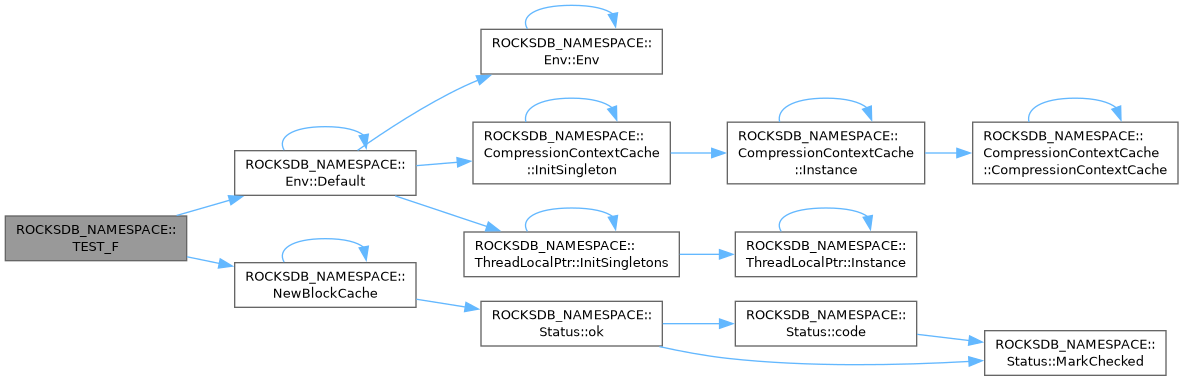 ROCKSDB_NAMESPACE::
TEST_F
ROCKSDB_NAMESPACE::
Env::Default
ROCKSDB_NAMESPACE::
NewBlockCache
ROCKSDB_NAMESPACE::
Env::Env
ROCKSDB_NAMESPACE::
CompressionContextCache
::InitSingleton
ROCKSDB_NAMESPACE::
ThreadLocalPtr::InitSingletons
ROCKSDB_NAMESPACE::
Status::ok
ROCKSDB_NAMESPACE::
CompressionContextCache
::Instance
ROCKSDB_NAMESPACE::
ThreadLocalPtr::Instance
ROCKSDB_NAMESPACE::
Status::code
ROCKSDB_NAMESPACE::
CompressionContextCache
::CompressionContextCache
ROCKSDB_NAMESPACE::
Status::MarkChecked